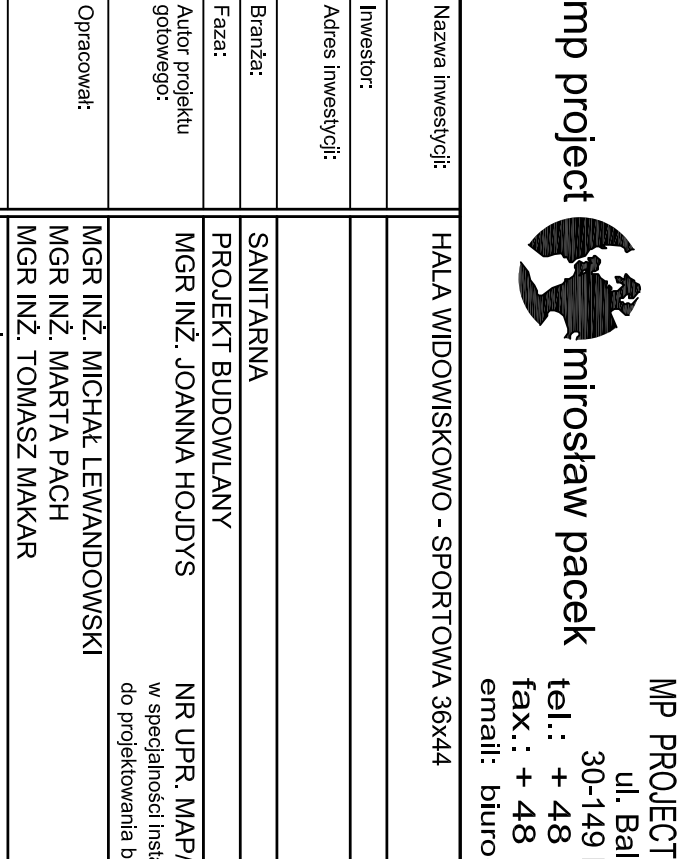 mp project mirosław pacek
MP PROJECT
ul. Bal
30-149
tel.: + 48
fax.: + 48
email: biuro
Nazwa inwestycji: HALA WIDOWISKOWO - SPORTOWA 36x44
Inwestor:
Adres inwestycji:
Branża: SANITARNA
Faza: PROJEKT BUDOWLANY
Autor projektu
gotowego:
MGR INŻ. JOANNA HOJDYS NR UPR. MAPA
w specjalności insta
do projektowania b
Opracował:
MGR INŻ. MICHAŁ LEWANDOWSKI
MGR INŻ. MARTA PACH
MGR INŻ. TOMASZ MAKAR